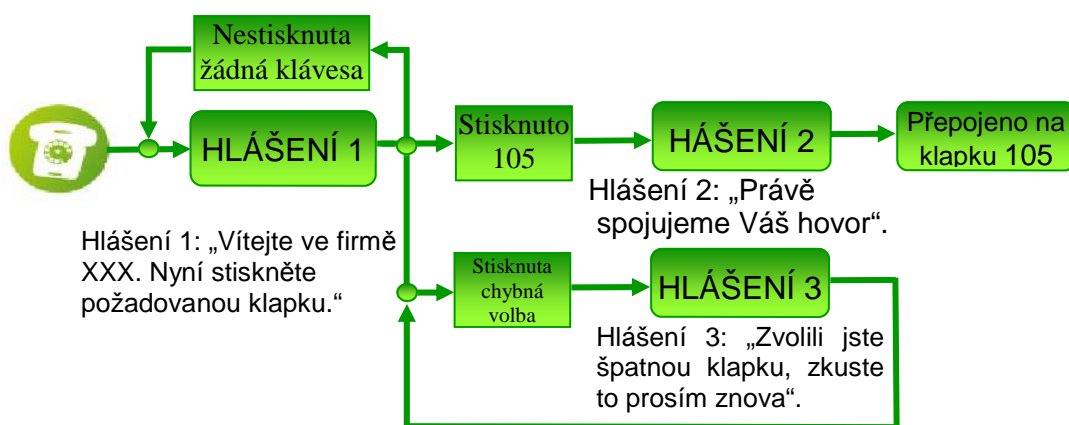 Nestisknuta
žádná klávesa
HLÁŠENÍ 1
Stisknuto
105
HÁŠENÍ 2
Přepojeno na
klapku 105
Hlášení 2: „Právě
spojujeme Váš hovor“.
Hlášení 1: „Vítejte ve firmě
XXX. Nyní stiskněte
požadovanou klapku.“
Stisknuta
chybná
volba
HLÁŠENÍ 3
Hlášení 3: „Zvolili jste
špatnou klapku, zkuste
to prosím znova“.